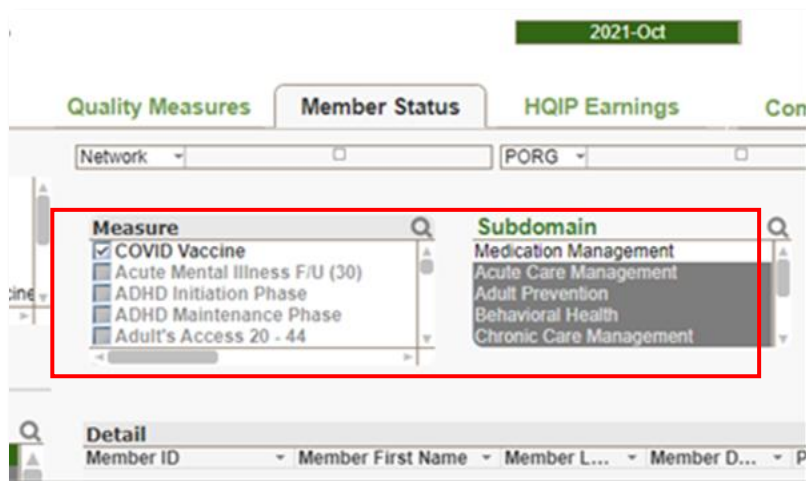 2021-Oct
Quality Measures Member Status HQIP Earnings
Network PORG
Measure Subdomain
COVID Vaccine Medication Management
Acute Mental Illness F/U (30) Acute Care Management
ADHD Initiation Phase Adult Prevention
ADHD Maintenance Phase Behavioral Health
Adult's Access 20 - 44 Chronic Care Management
Detail
Member ID Member First Name Member L... Member D...